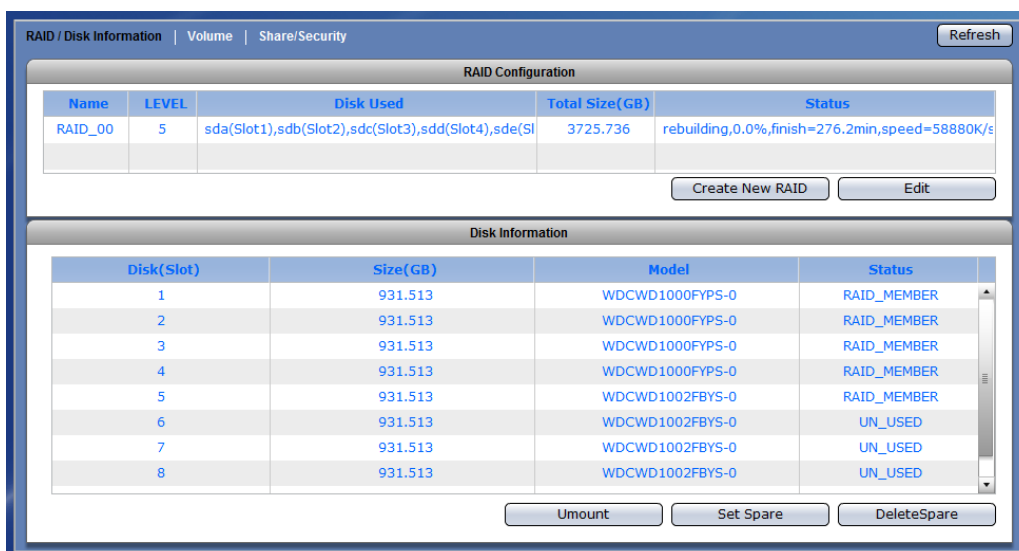 RAID / Disk Information | Volume | Share/Security Refresh
RAID Configuration
Name LEVEL Disk Used Total Size(GB) Status
RAID_00 5 sda(Slot1),sdb(Slot2),sdc(Slot3),sdd(Slot4),sde(Sl 3725.736 rebuilding,0.0%,finish=276.2min,speed=58880K/s
Create New RAID Edit
Disk Information
Disk(Slot) Size(GB) Model Status
1 931.513 WDCWD1000FYPS-0 RAID_MEMBER
2 931.513 WDCWD1000FYPS-0 RAID_MEMBER
3 931.513 WDCWD1000FYPS-0 RAID_MEMBER
4 931.513 WDCWD1000FYPS-0 RAID_MEMBER
5 931.513 WDCWD1002FBYS-0 RAID_MEMBER
6 931.513 WDCWD1002FBYS-0 UN_USED
7 931.513 WDCWD1002FBYS-0 UN_USED
8 931.513 WDCWD1002FBYS-0 UN_USED
Umount Set Spare DeleteSpare